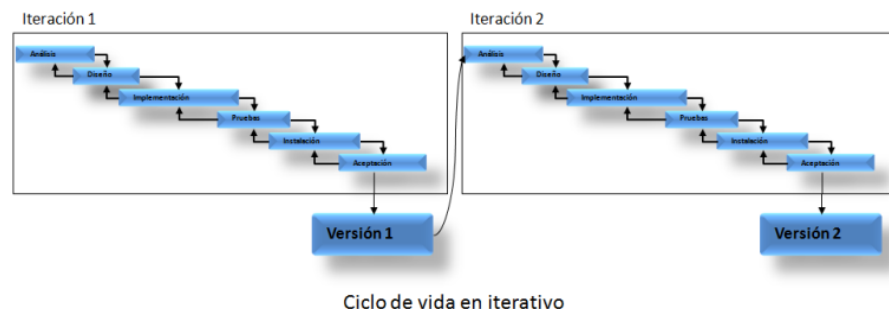 Iteración 1
Análisis
Diseño
Implementación
Pruebas
Instalación
Aceptación
Versión 1
Iteración 2
Análisis
Diseño
Implementación
Pruebas
Instalación
Aceptación
Versión 2
Ciclo de vida en iterativo